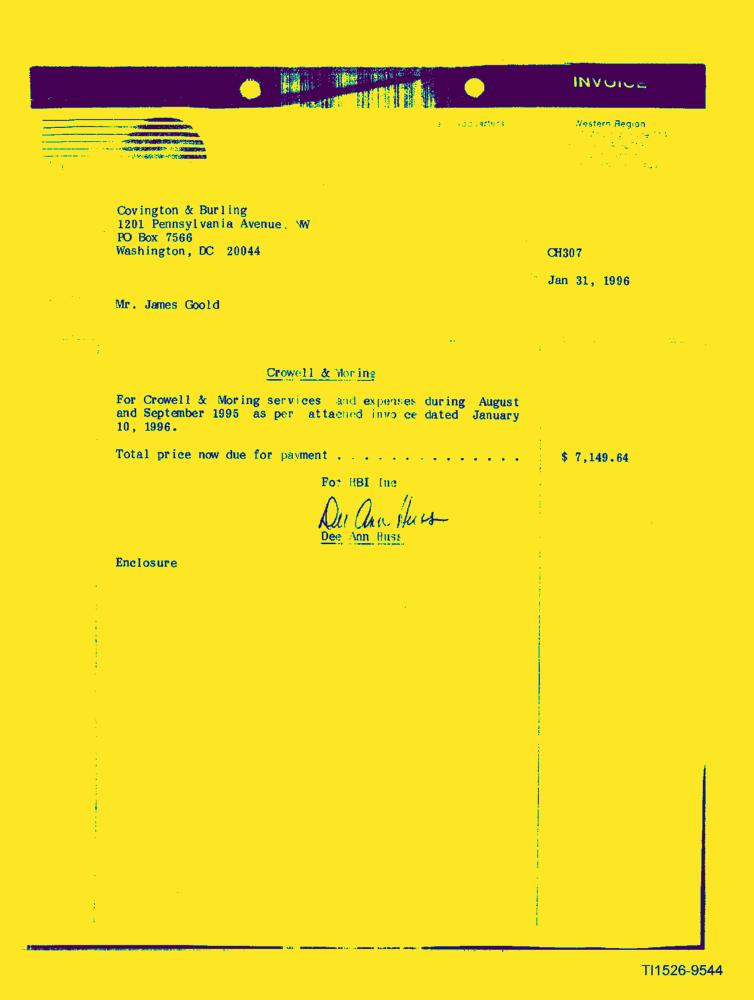 INVOICE
Western Region
Covington & Burling
1201 Pennsylvania Avenue, NW
PO Box 7566
Washington, DC 20044
CH307
Jan 31, 1996
Mr. James Goold
Crowell & Moring
For Crowell & Moring services and expenses during August
and September 1995 as per attached invoice dated January
10, 1996.
Total price now due for payment . . . . . . . . . . . . . . $ 7,149.64
For HBI Inc
Dee Ann Huss
Dee Ann Huss
Enclosure
TI1526-9544